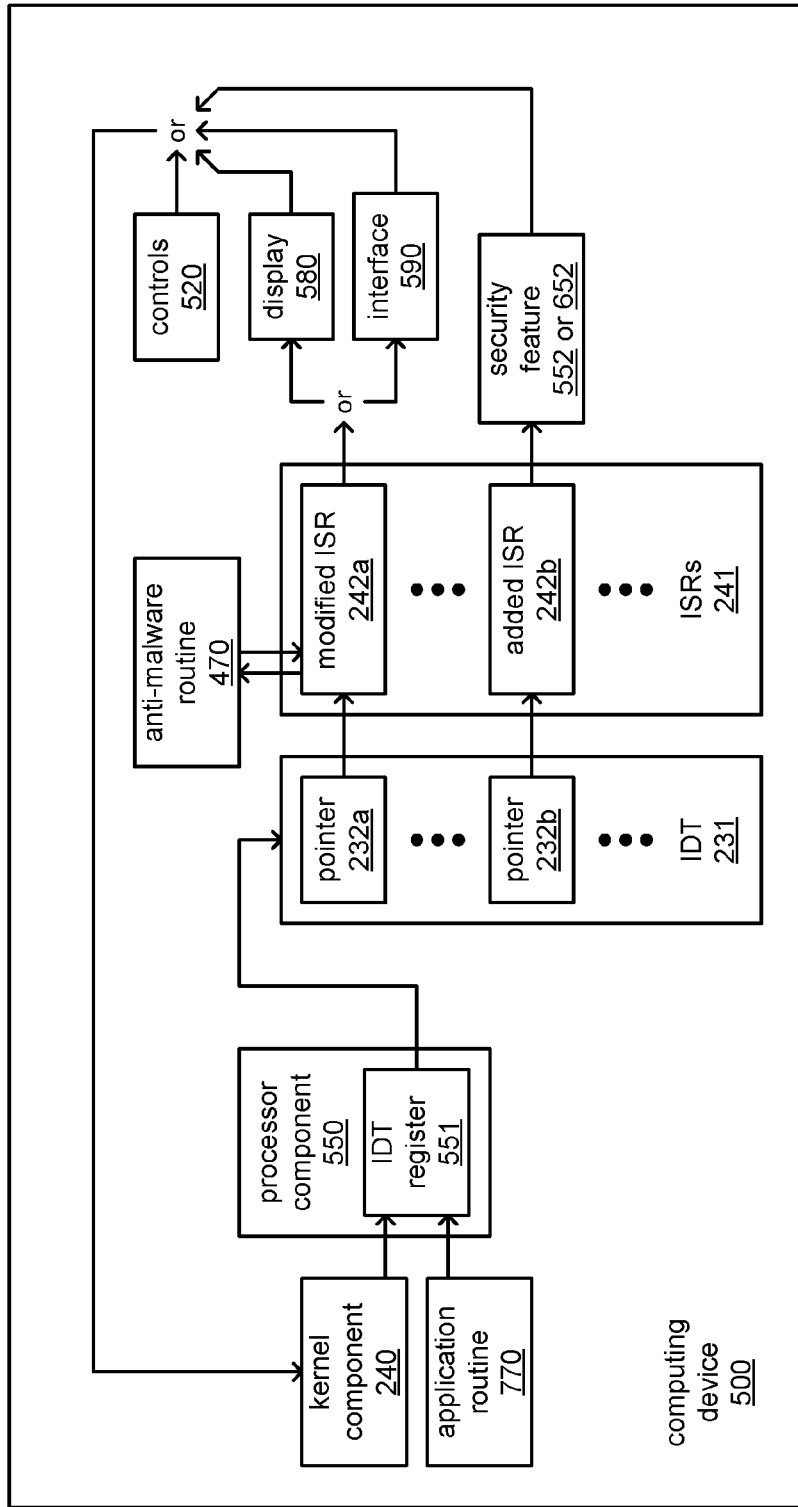 controls
520
or
display
580
interface
590
or
security
feature
552 or 652
anti-malware
routine
470
modified ISR
242a
added ISR
242b
ISRs
241
pointer
232a
pointer
232b
IDT
231
processor
component
550
IDT
register
551
kernel
component
240
application
routine
770
computing
device
500